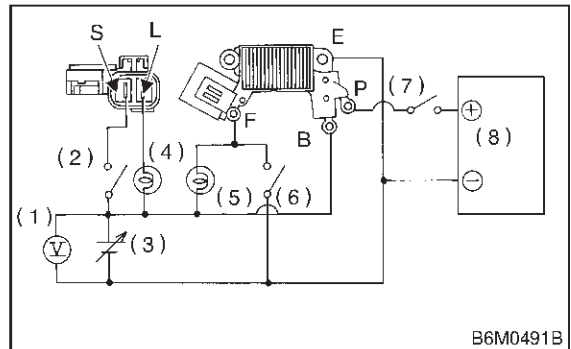 S L E
P (7)
F
B
(2) (4) (8)
(5) (6)
(1)
V
(3)
B6M0491B